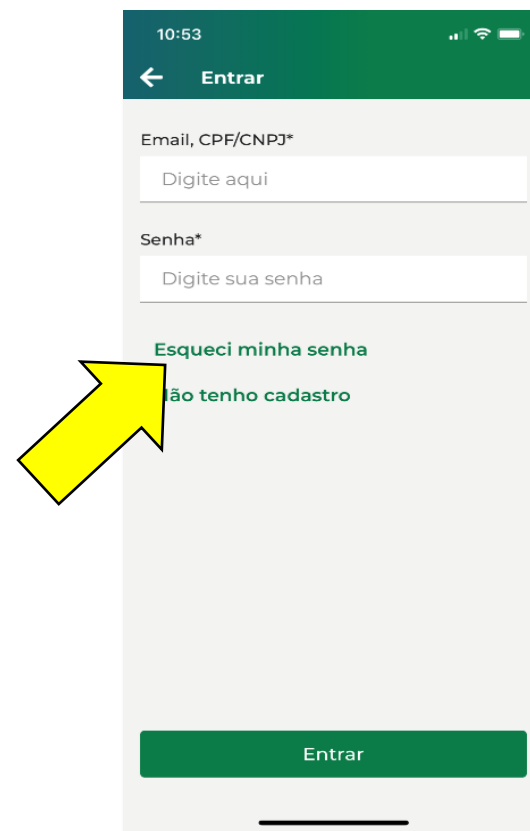 10:53
Entrar
Email, CPF/CNPJ*
Digite aqui
Senha*
Digite sua senha
Esqueci minha senha
tenho cadastro
Entrar